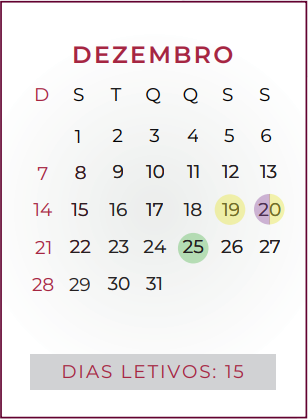 DEZEMBRO
D S T Q Q S S
1 2 3 4 5 6
7 8 9 10 11 12 13
14 15 16 17 18 19 20
21 22 23 24 25 26 27
28 29 30 31
DIAS LETIVOS: 15